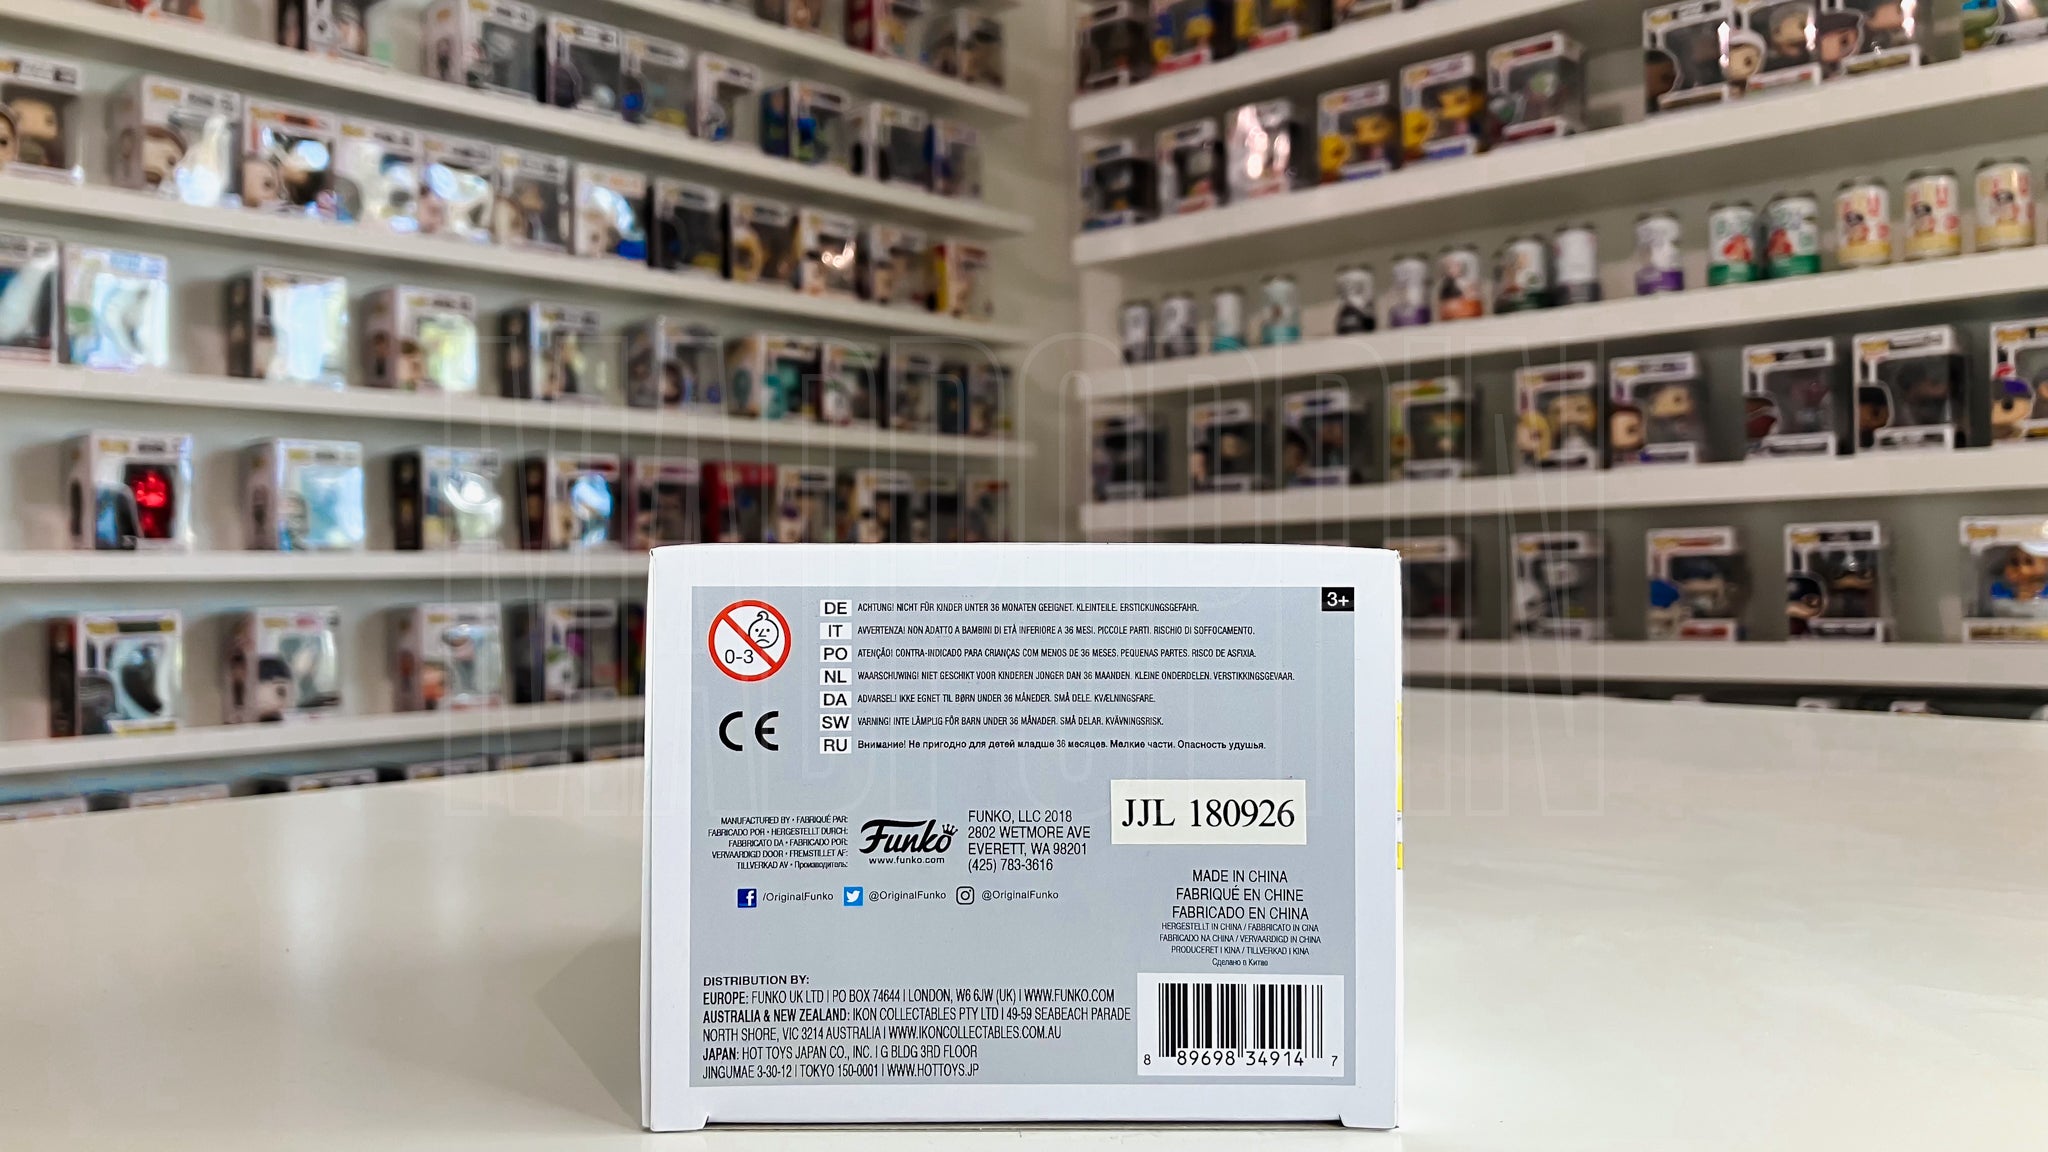 MADPOPPIN
3+
0-3
DE ACHTUNG! NICHT FÜR KINDER UNTER 36 MONATEN GEEIGNET. KLEINTEILE. ERSTICKUNGSGEFAHR.
IT AVVERTENZA! NON ADATTO A BAMBINI DI ETÀ INFERIORE A 36 MESI. PICCOLE PARTI. RISCHIO DI SOFFOCAMENTO.
PO ATENÇÃO! CONTRA-INDICADO PARA CRIANÇAS COM MENOS DE 36 MESES. PEQUENAS PARTES. RISCO DE ASFIXIA.
NL WAARSCHUWING! NIET GESCHIKT VOOR KINDEREN JONGER DAN 36 MAANDEN. KLEINE ONDERDELEN. VERSTIKKINGSGEVAAR.
DA ADVARSEL! IKKE EGNET TIL BØRN UNDER 36 MÅNEDER. SMÅ DELE. KVÆLNINGSFARE.
SW VARNING! INTE LÄMPLIG FÖR BARN UNDER 36 MÅNADER. SMÅ DELAR. KVÄVNINGSRISK.
RU Внимание! Не пригодно для детей младше 36 месяцев. Мелкие части. Опасность удушья.
CE
MANUFACTURED BY • FABRIQUÉ PAR:
FABRICADO POR • HERGESTELLT DURCH:
FABBRICATO DA • FABRICADO POR:
VERVAARDIGD DOOR • FREMSTILLET AF:
TILLVERKAD AV • Производитель:
Funko
www.funko.com
FUNKO, LLC 2018
2802 WETMORE AVE
EVERETT, WA 98201
(425) 783-3616
JJL 180926
/OriginalFunko @OriginalFunko @OriginalFunko
MADE IN CHINA
FABRIQUÉ EN CHINE
FABRICADO EN CHINA
HERGESTELLT IN CHINA / FABBRICATO IN CINA
FABRICADO NA CHINA / VERVAARDIGD IN CHINA
PRODUCERET I KINA / TILLVERKAD I KINA
Сделано в Китае
DISTRIBUTION BY:
EUROPE: FUNKO UK LTD | PO BOX 74644 | LONDON, W6 6JW (UK) | WWW.FUNKO.COM
AUSTRALIA & NEW ZEALAND: IKON COLLECTABLES PTY LTD | 49-59 SEABEACH PARADE
NORTH SHORE, VIC 3214 AUSTRALIA | WWW.IKONCOLLECTABLES.COM.AU
JAPAN: HOT TOYS JAPAN CO., INC. | G BLDG 3RD FLOOR
JINGUMAE 3-30-12 | TOKYO 150-0001 | WWW.HOTTOYS.JP
8 89698 34914 7